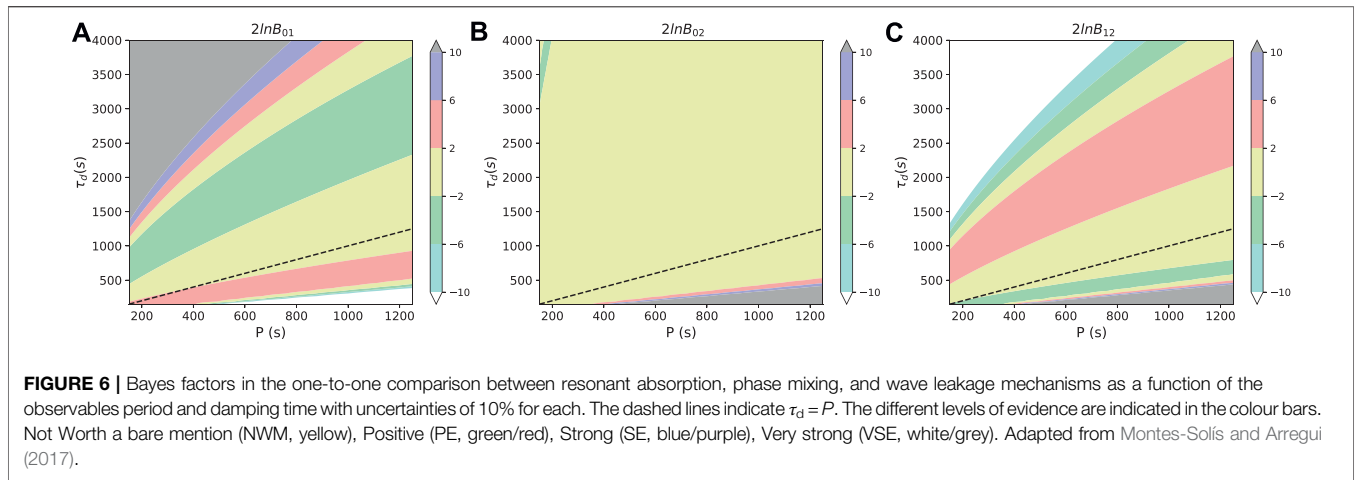 A
2lnB01
4000
3500
3000
2500
2000
1500
1000
500
τd(s)
200 400 600 800 1000 1200
P (s)
10
6
2
−2
−6
−10
B
2lnB02
4000
3500
3000
2500
2000
1500
1000
500
τd(s)
200 400 600 800 1000 1200
P (s)
10
6
2
−2
−6
−10
C
2lnB12
4000
3500
3000
2500
2000
1500
1000
500
τd(s)
200 400 600 800 1000 1200
P (s)
10
6
2
−2
−6
−10
FIGURE 6 | Bayes factors in the one-to-one comparison between resonant absorption, phase mixing, and wave leakage mechanisms as a function of the
observables period and damping time with uncertainties of 10% for each. The dashed lines indicate τd = P. The different levels of evidence are indicated in the colour bars.
Not Worth a bare mention (NWM, yellow), Positive (PE, green/red), Strong (SE, blue/purple), Very strong (VSE, white/grey). Adapted from Montes-Solís and Arregui
(2017).